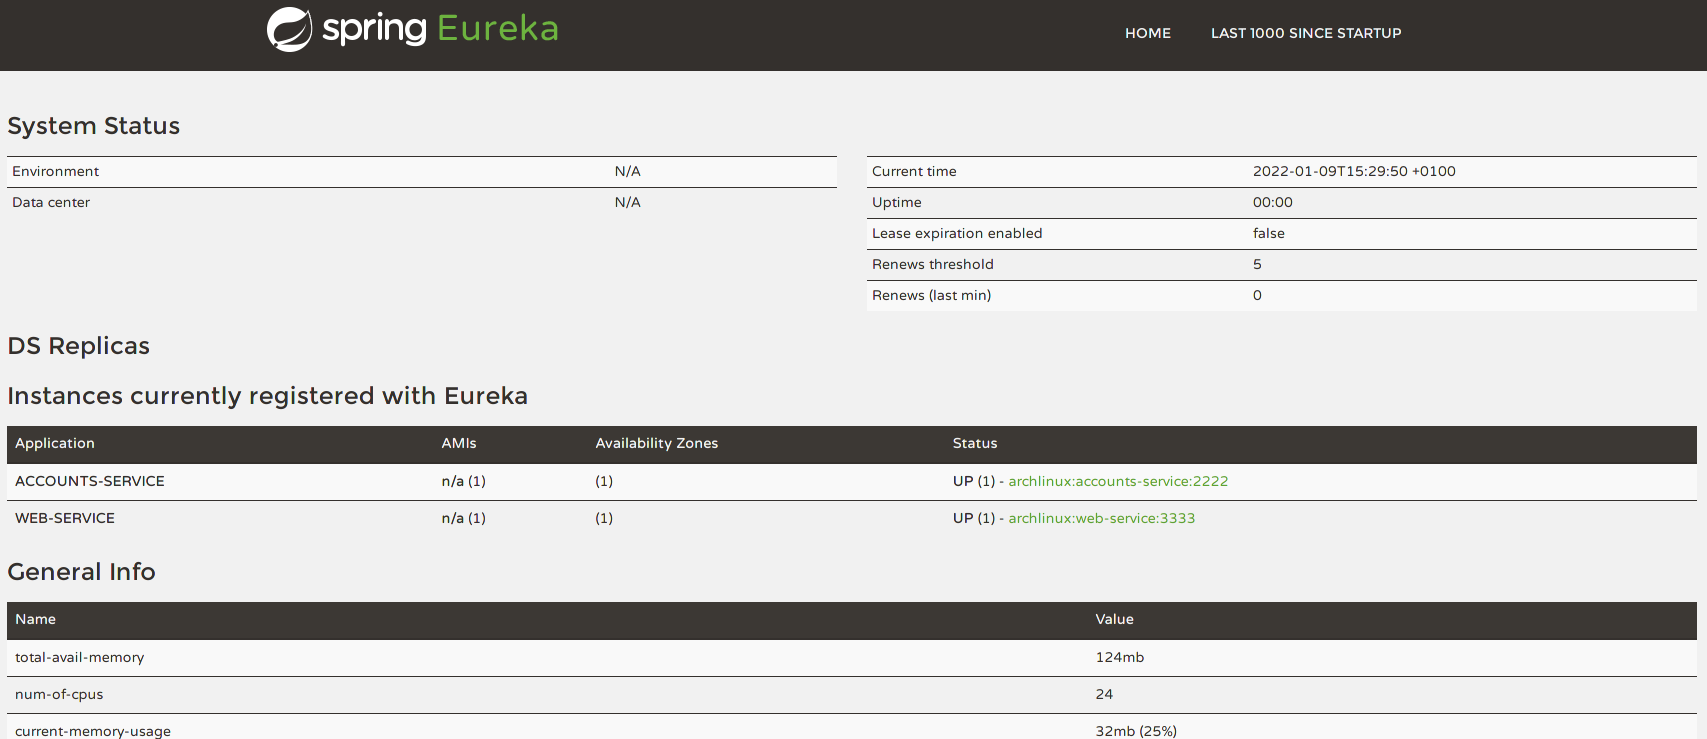 spring Eureka
HOME LAST 1000 SINCE STARTUP
System Status
Environment N/A
Data center N/A
Current time 2022-01-09T15:29:50 +0100
Uptime 00:00
Lease expiration enabled false
Renews threshold 5
Renews (last min) 0
DS Replicas
Instances currently registered with Eureka
Application AMIs Availability Zones Status
ACCOUNTS-SERVICE n/a (1) (1) UP (1) - archlinux:accounts-service:2222
WEB-SERVICE n/a (1) (1) UP (1) - archlinux:web-service:3333
General Info
Name Value
total-avail-memory 124mb
num-of-cpus 24
current-memory-usage 32mb (25%)